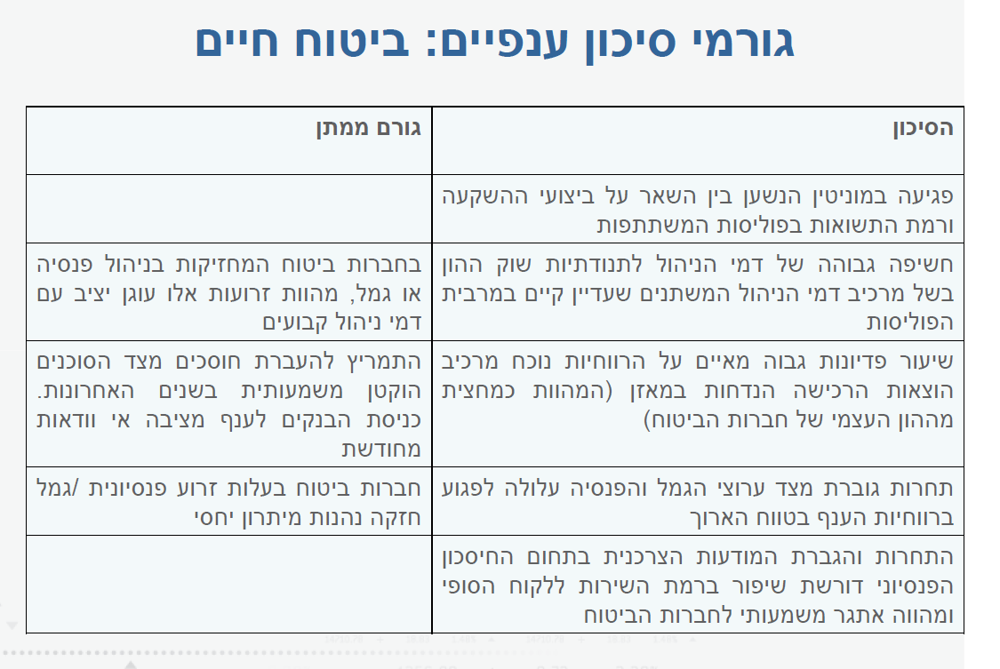 גורמי סיכון ענפיים: ביטוח חיים
הסיכון
גורם ממתן
פגיעה במוניטין הנשען בין השאר על ביצועי ההשקעה
ורמת התשואות בפוליסות המשתתפות
חשיפה גבוהה של דמי הניהול לתנודתיות שוק ההון
בשל מרכיב דמי הניהול המשתנים שעדיין קיים במרבית
הפוליסות
בחברות ביטוח המחזיקות בניהול פנסיה
או גמל, מהוות זרועות אלו עוגן יציב עם
דמי ניהול קבועים
שיעור פדיונות גבוה מאיים על הרווחיות נוכח מרכיב
הוצאות הרכישה הנדחות במאזן (המהוות כמחצית
מההון העצמי של חברות הביטוח)
התמריץ להעברת חוסכים מצד הסוכנים
הוקטן משמעותית בשנים האחרונות.
כניסת הבנקים לענף מציבה אי וודאות
מחודשת
תחרות גוברת מצד ערוצי הגמל והפנסיה עלולה לפגוע
ברווחיות הענף בטווח הארוך
חברות ביטוח בעלות זרוע פנסיונית /גמל
חזקה נהנות מיתרון יחסי
התחרות והגברת המודעות הצרכנית בתחום החיסכון
הפנסיוני דורשת שיפור ברמת השירות ללקוח הסופי
ומהווה אתגר משמעותי לחברות הביטוח